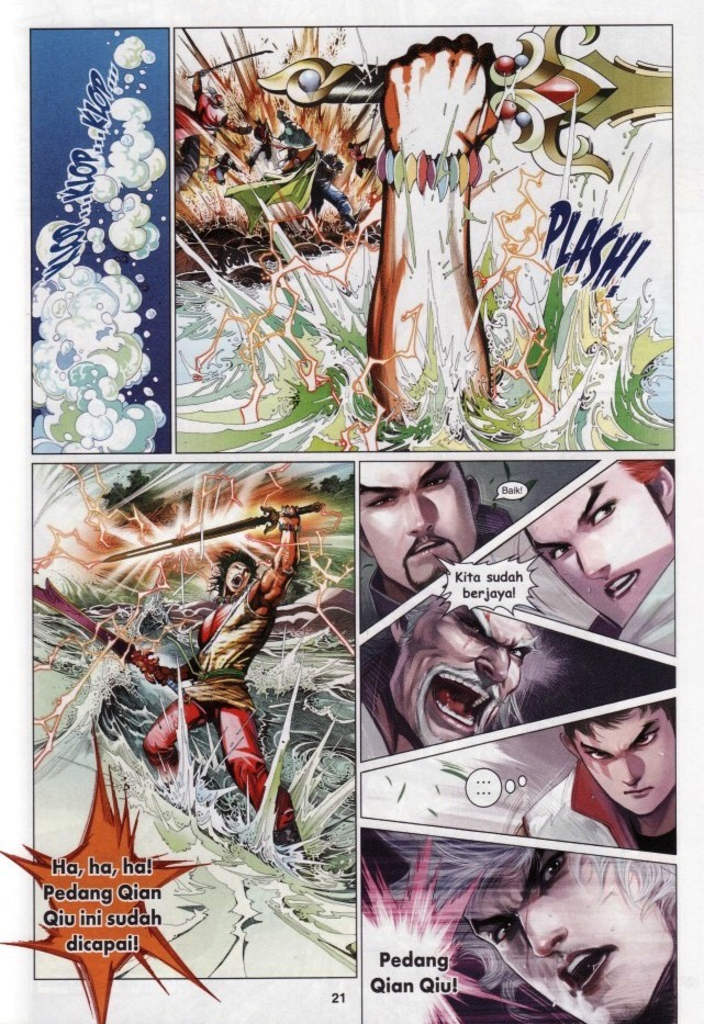 KLOP...
KLOP...
KLOP...
PLASH!
Ha, ha, ha!
Pedang Qian
Qiu ini sudah
dicapai!
Baik!
Kita sudah
berjaya!
...
...
Pedang
Qian Qiu!
21